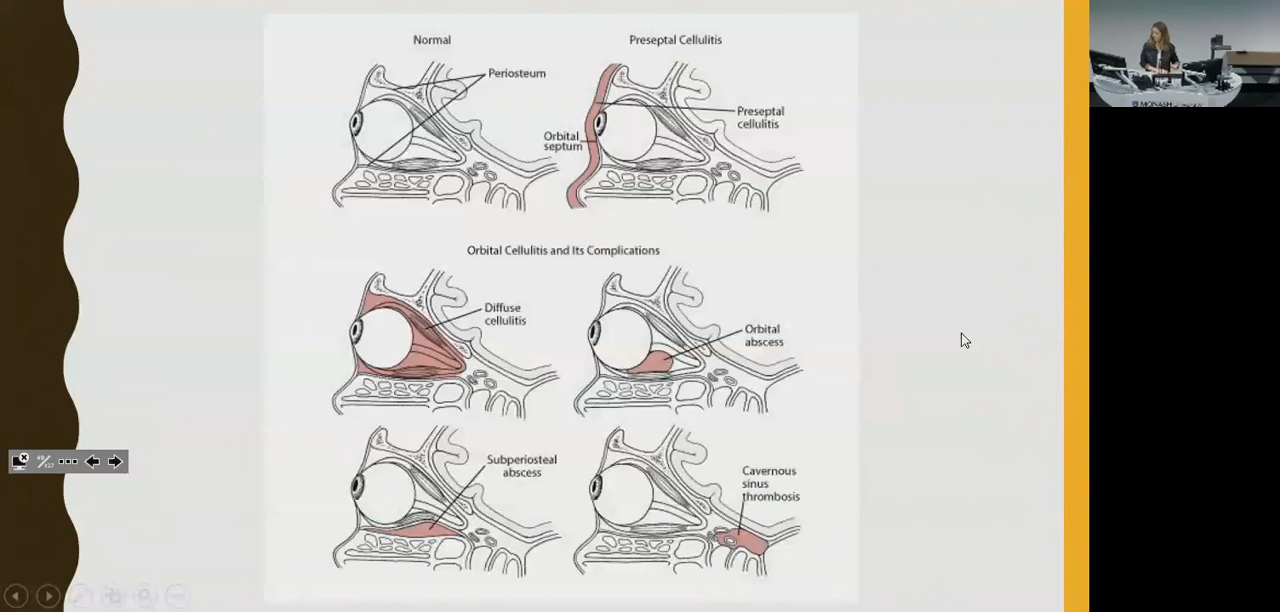 Normal
Preseptal Cellulitis
Periosteum
Preseptal
cellulitis
Orbital
septum
Orbital Cellulitis and Its Complications
Diffuse
cellulitis
Orbital
abscess
Subperiosteal
abscess
Cavernous
sinus
thrombosis
MONASH